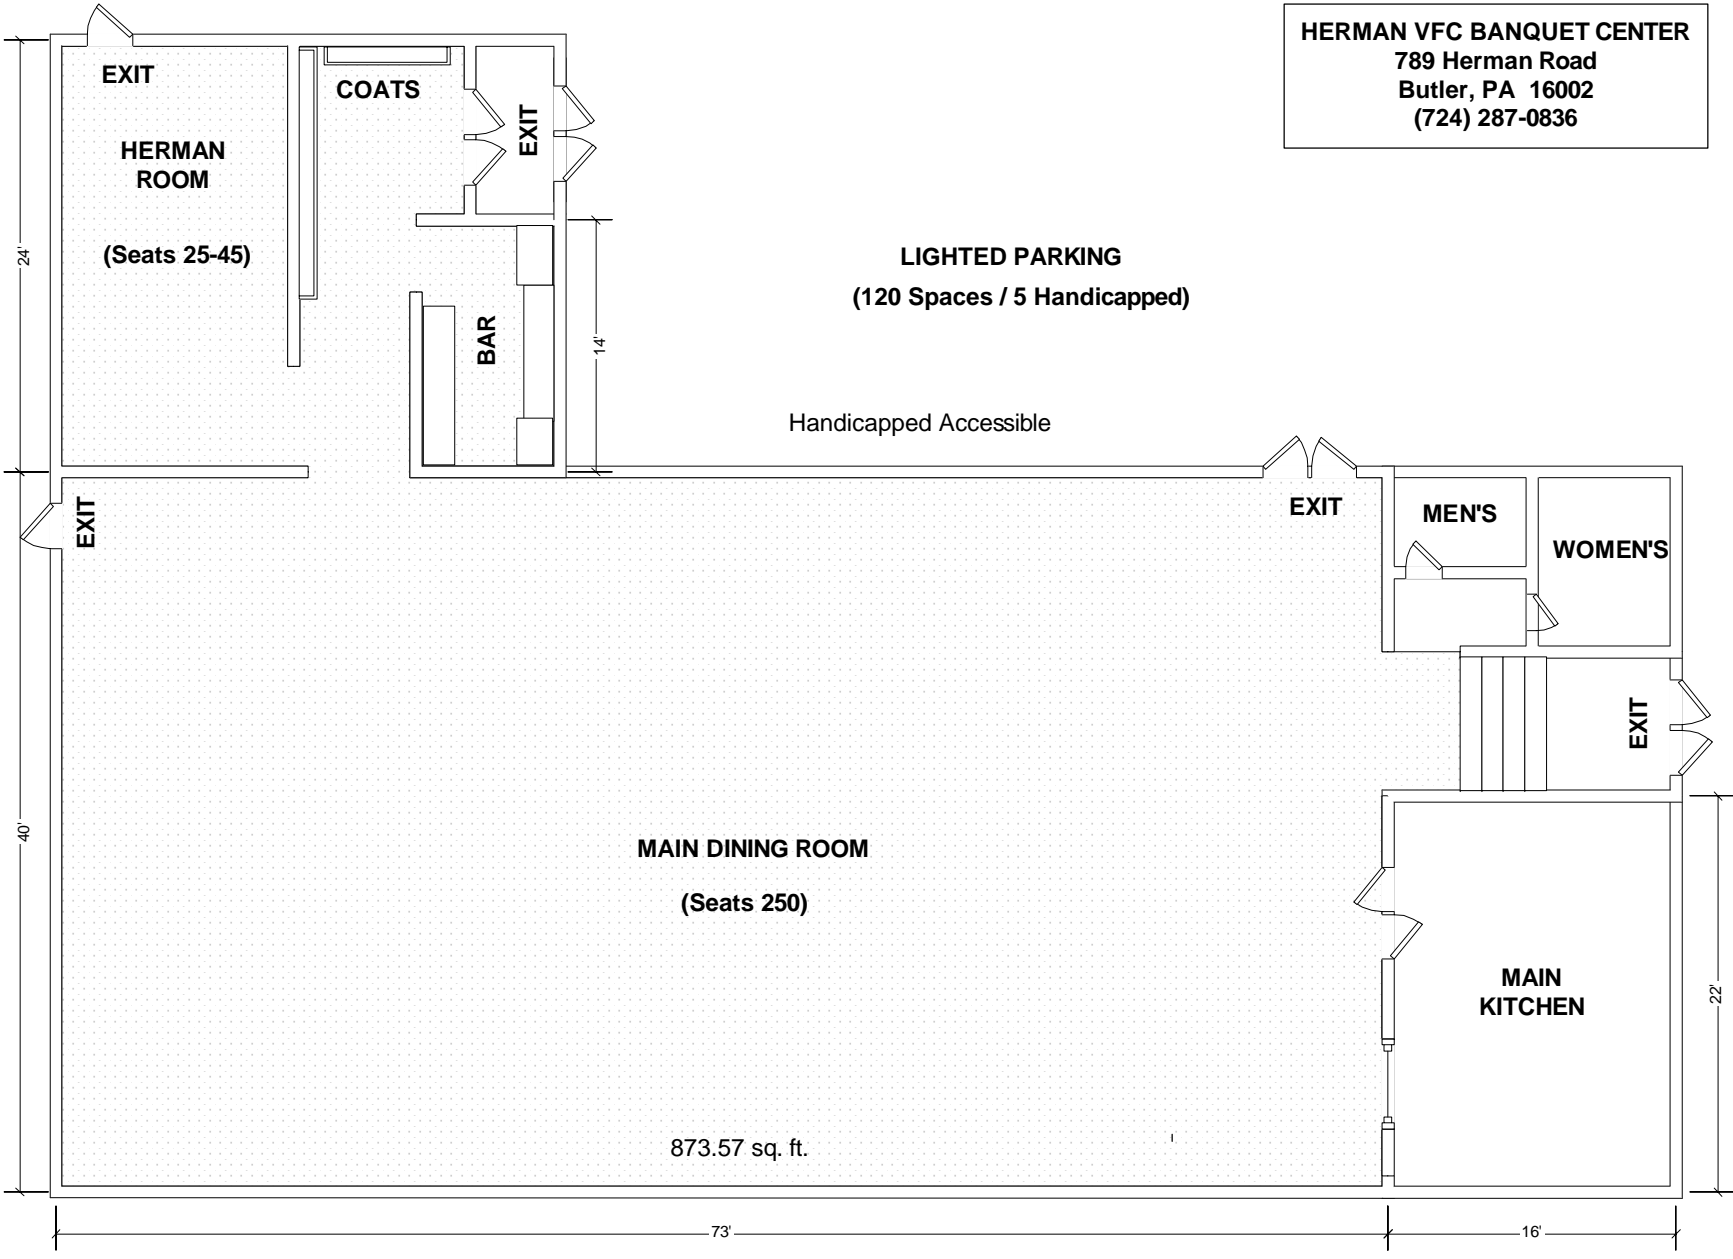 HERMAN VFC BANQUET CENTER
789 Herman Road
Butler, PA 16002
(724) 287-0836
EXIT
COATS
EXIT
HERMAN
ROOM
(Seats 25-45)
24'
LIGHTED PARKING
(120 Spaces / 5 Handicapped)
BAR
14'
Handicapped Accessible
EXIT
EXIT
MEN'S
WOMEN'S
EXIT
40'
MAIN DINING ROOM
(Seats 250)
MAIN
KITCHEN
22'
873.57 sq. ft.
73'
16'